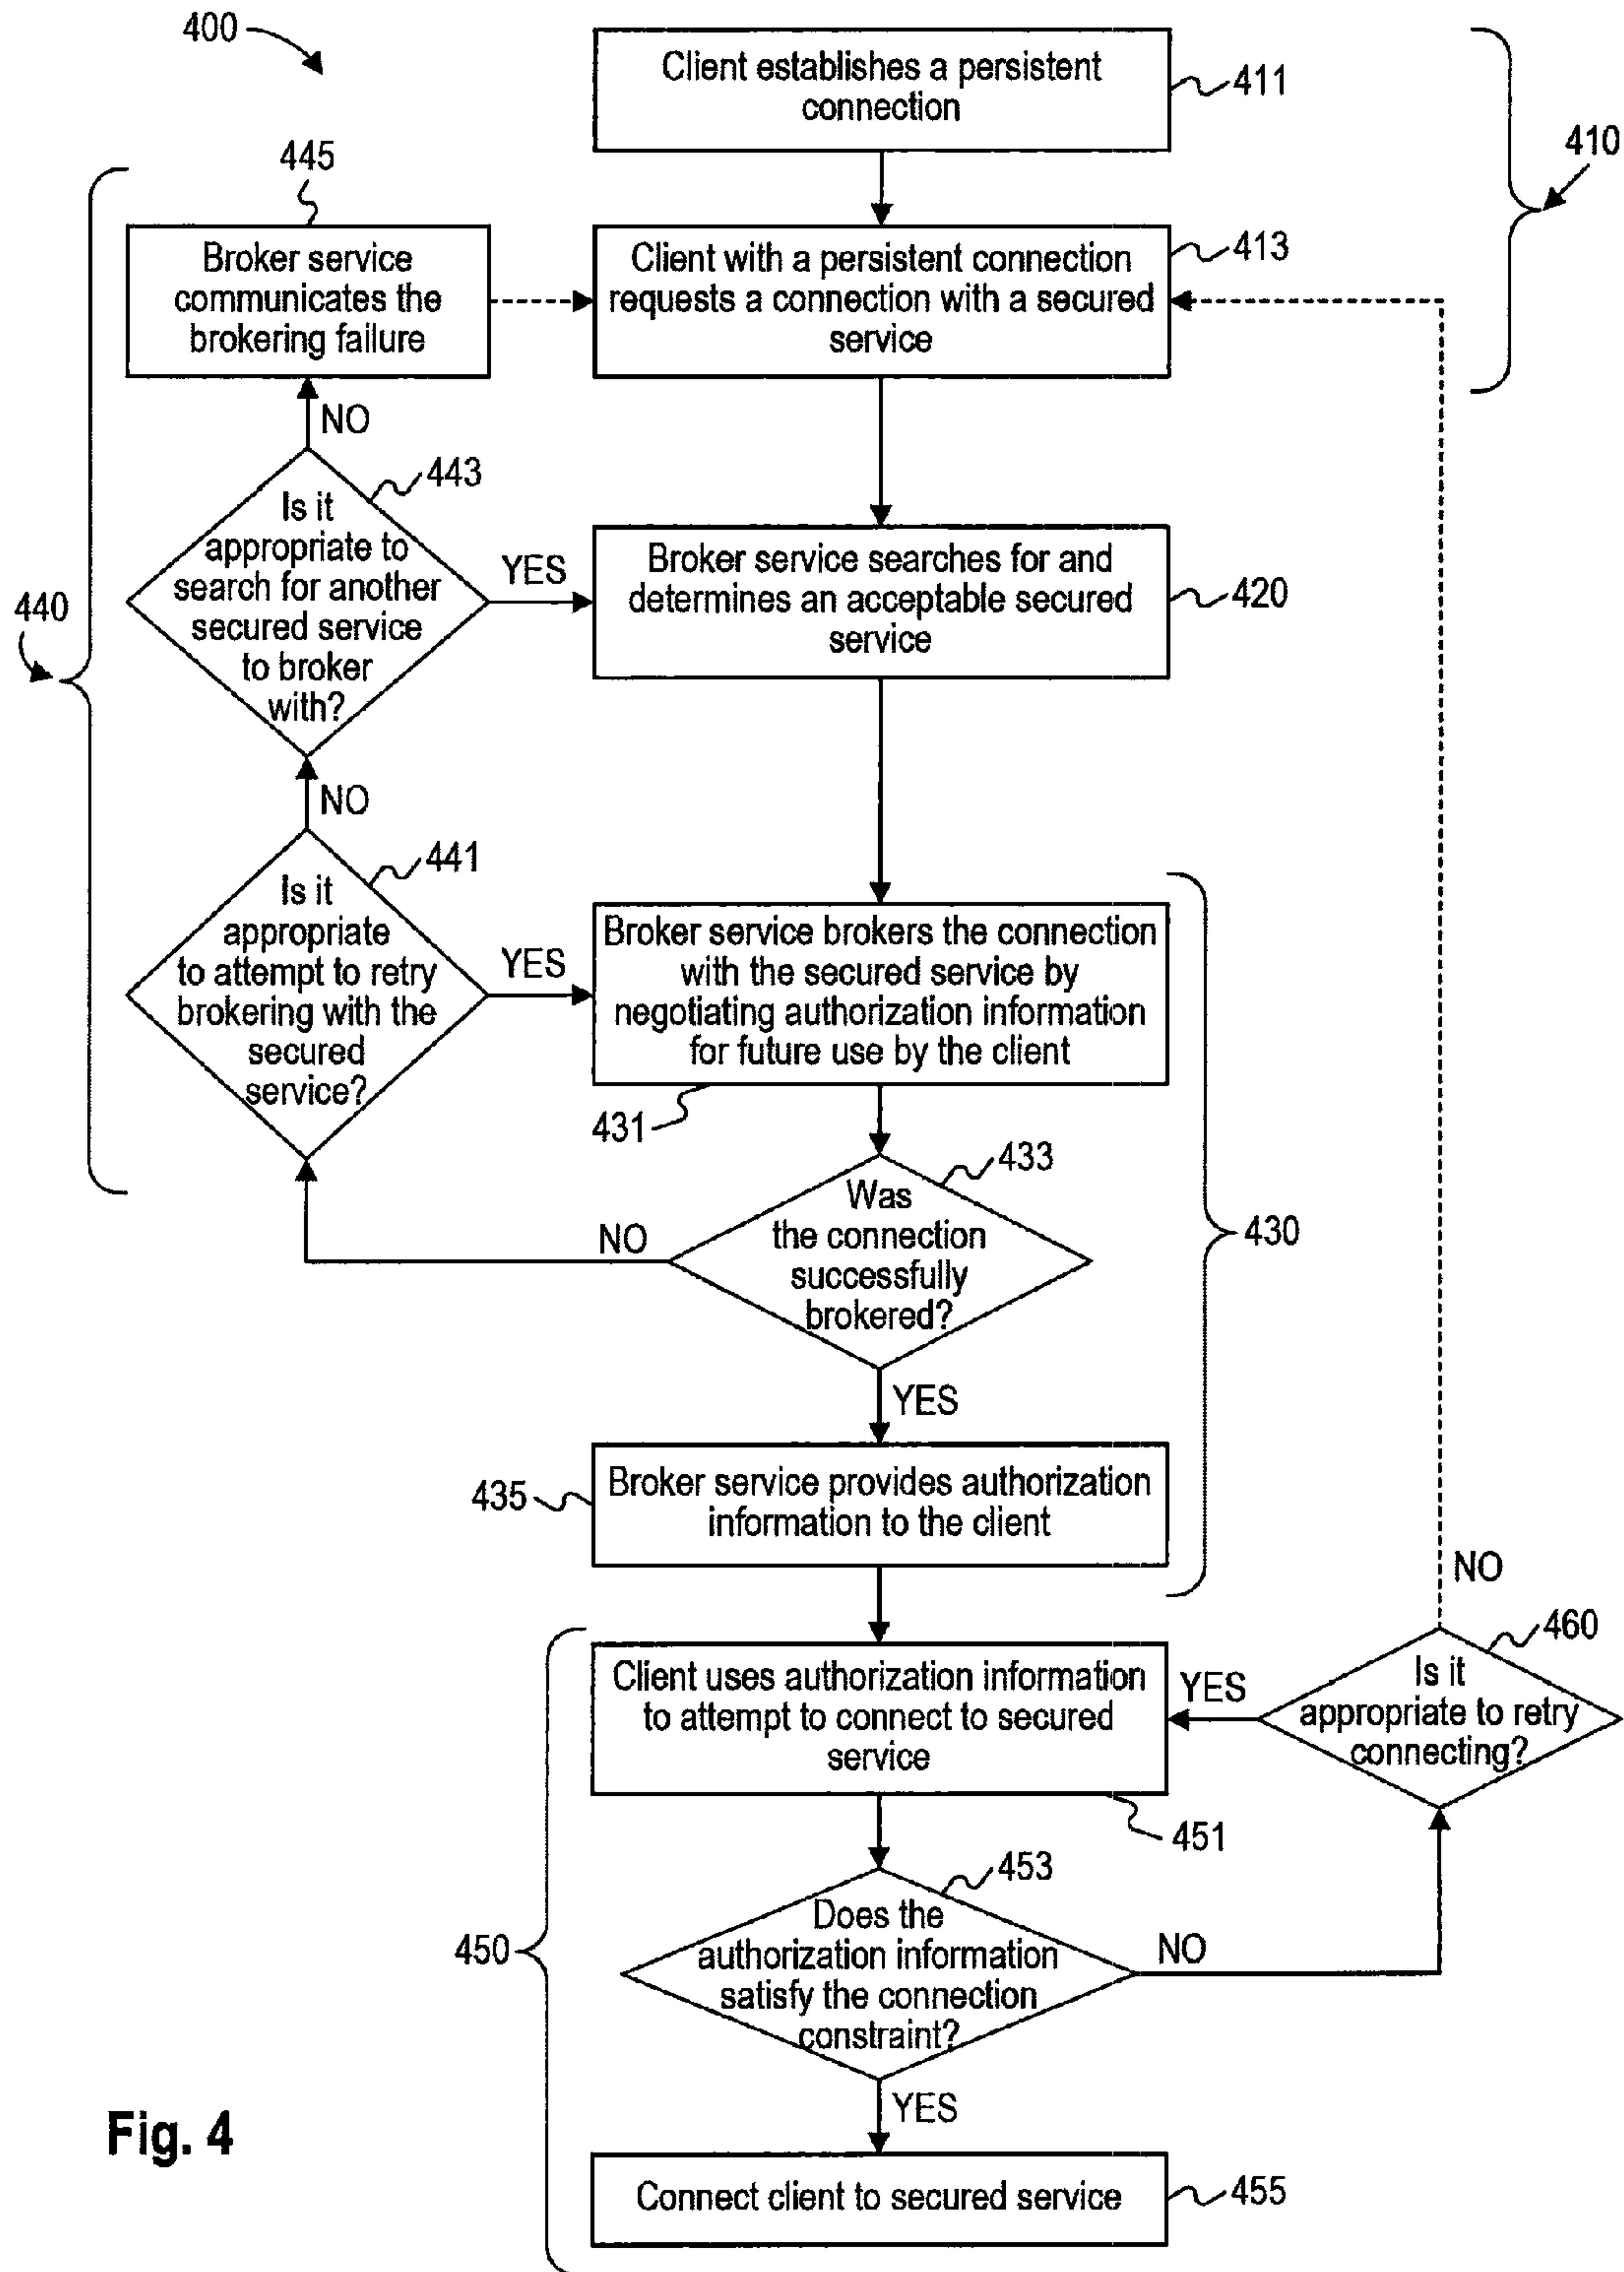 400
Client establishes a persistent
connection
411
410
445
Broker service
communicates the
brokering failure
Client with a persistent connection
requests a connection with a secured
service
413
NO
443
Is it
appropriate to
search for another
secured service
to broker
with?
YES
Broker service searches for and
determines an acceptable secured
service
420
440
NO
441
Is it
appropriate
to attempt to retry
brokering with the
secured
service?
YES
Broker service brokers the connection
with the secured service by
negotiating authorization information
for future use by the client
431
433
Was
the connection
successfully
brokered?
NO
430
YES
435
Broker service provides authorization
information to the client
NO
460
Is it
appropriate to retry
connecting?
YES
Client uses authorization information
to attempt to connect to secured
service
451
453
Does the
authorization information
satisfy the connection
constraint?
NO
450
YES
Connect client to secured service
455
Fig. 4